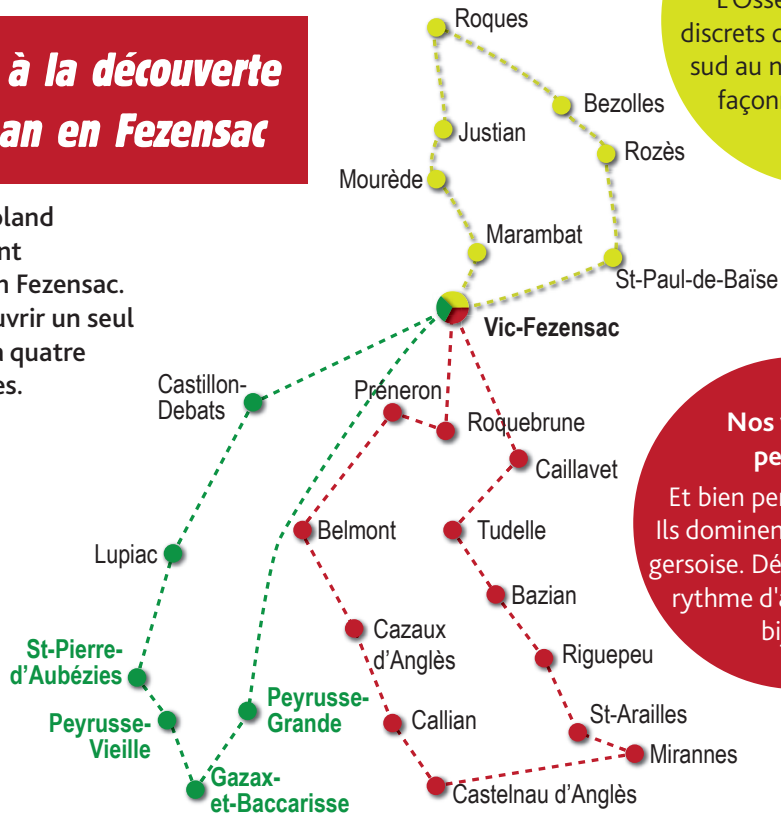 à la découverte
an en Fezensac
oland
nt
n Fezensac.
uvrir un seul
n quatre
es.
L'Osse
discrets d
sud au n
façon
Roques
Bezolles
Justian
Rozès
Mourède
Marambat
St-Paul-de-Baïse
Vic-Fezensac
Castillon-
Debats
Préneron
Roquebrune
Caillavet
Belmont
Tudelle
Lupiac
Bazian
Cazaux
d'Anglès
Riguepeu
St-Pierre-
d'Aubézies
Peyrusse-
Grande
Peyrusse-
Vieille
Callian
St-Arailles
Mirannes
Gazax-
et-Baccarisse
Castelnau d'Anglès
Nos
pe
Et bien per
Ils dominen
gersoise. Dé
rythme d'a
bij